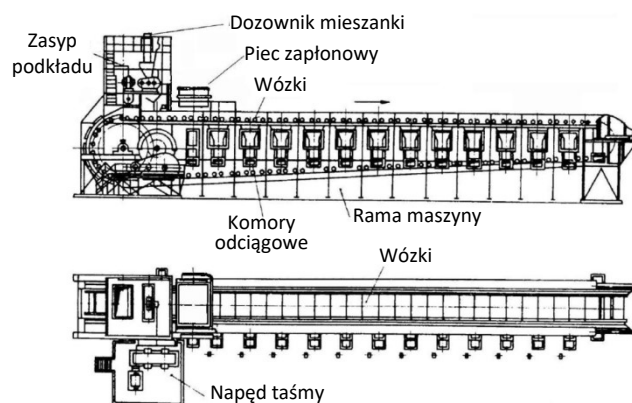 Dozownik mieszanki
Zasyp
podkładu
Piec zapłonowy
Wózki
Komory
odciągowe
Rama maszyny
Wózki
Napęd taśmy